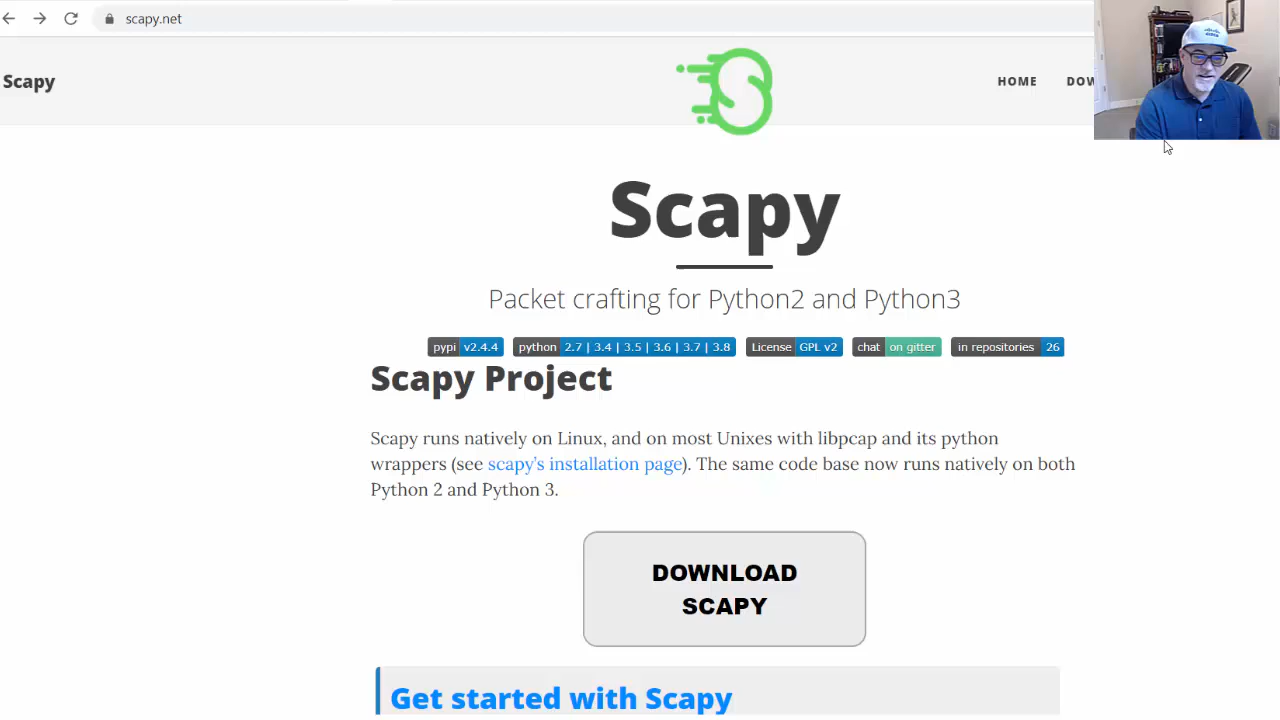 scapy.net
Scapy
HOME
Scapy
Packet crafting for Python2 and Python3
pypi v2.4.4 python 2.7 | 3.4 | 3.5 | 3.6 | 3.7 | 3.8 License GPL v2 chat on gitter in repositories 26
Scapy Project
Scapy runs natively on Linux, and on most Unixes with libpcap and its python
wrappers (see scapy’s installation page). The same code base now runs natively on both
Python 2 and Python 3.
DOWNLOAD
SCAPY
Get started with Scapy